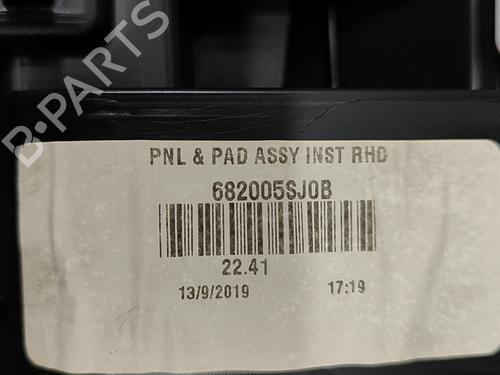 B-PARTS
PNL & PAD ASSY INST RHD
682005SJ0B
22.41
13/9/2019 17:19